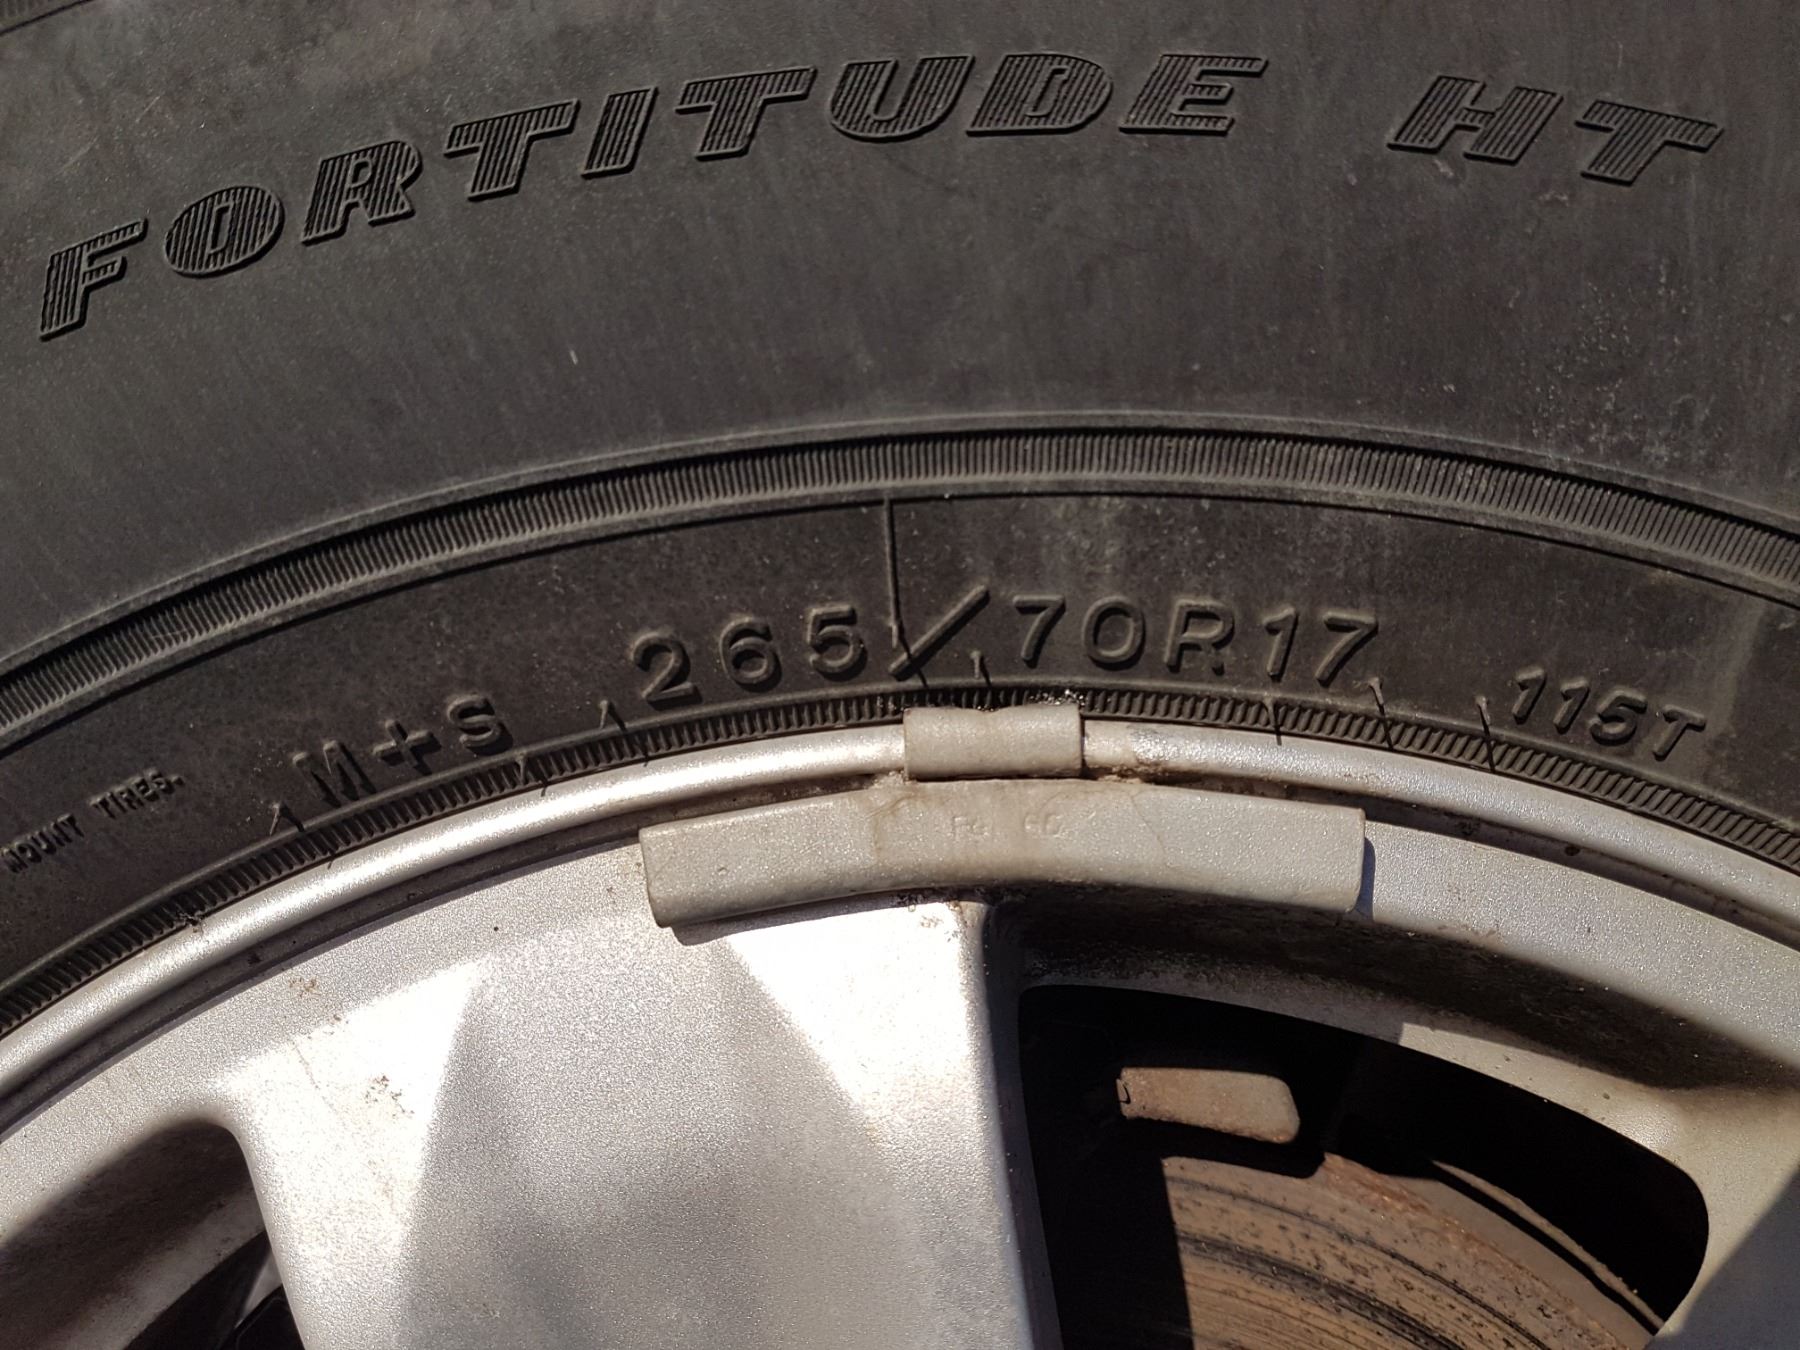 FORTITUDE HT
MOUNT TIRES. M+S 265/70R17 115T